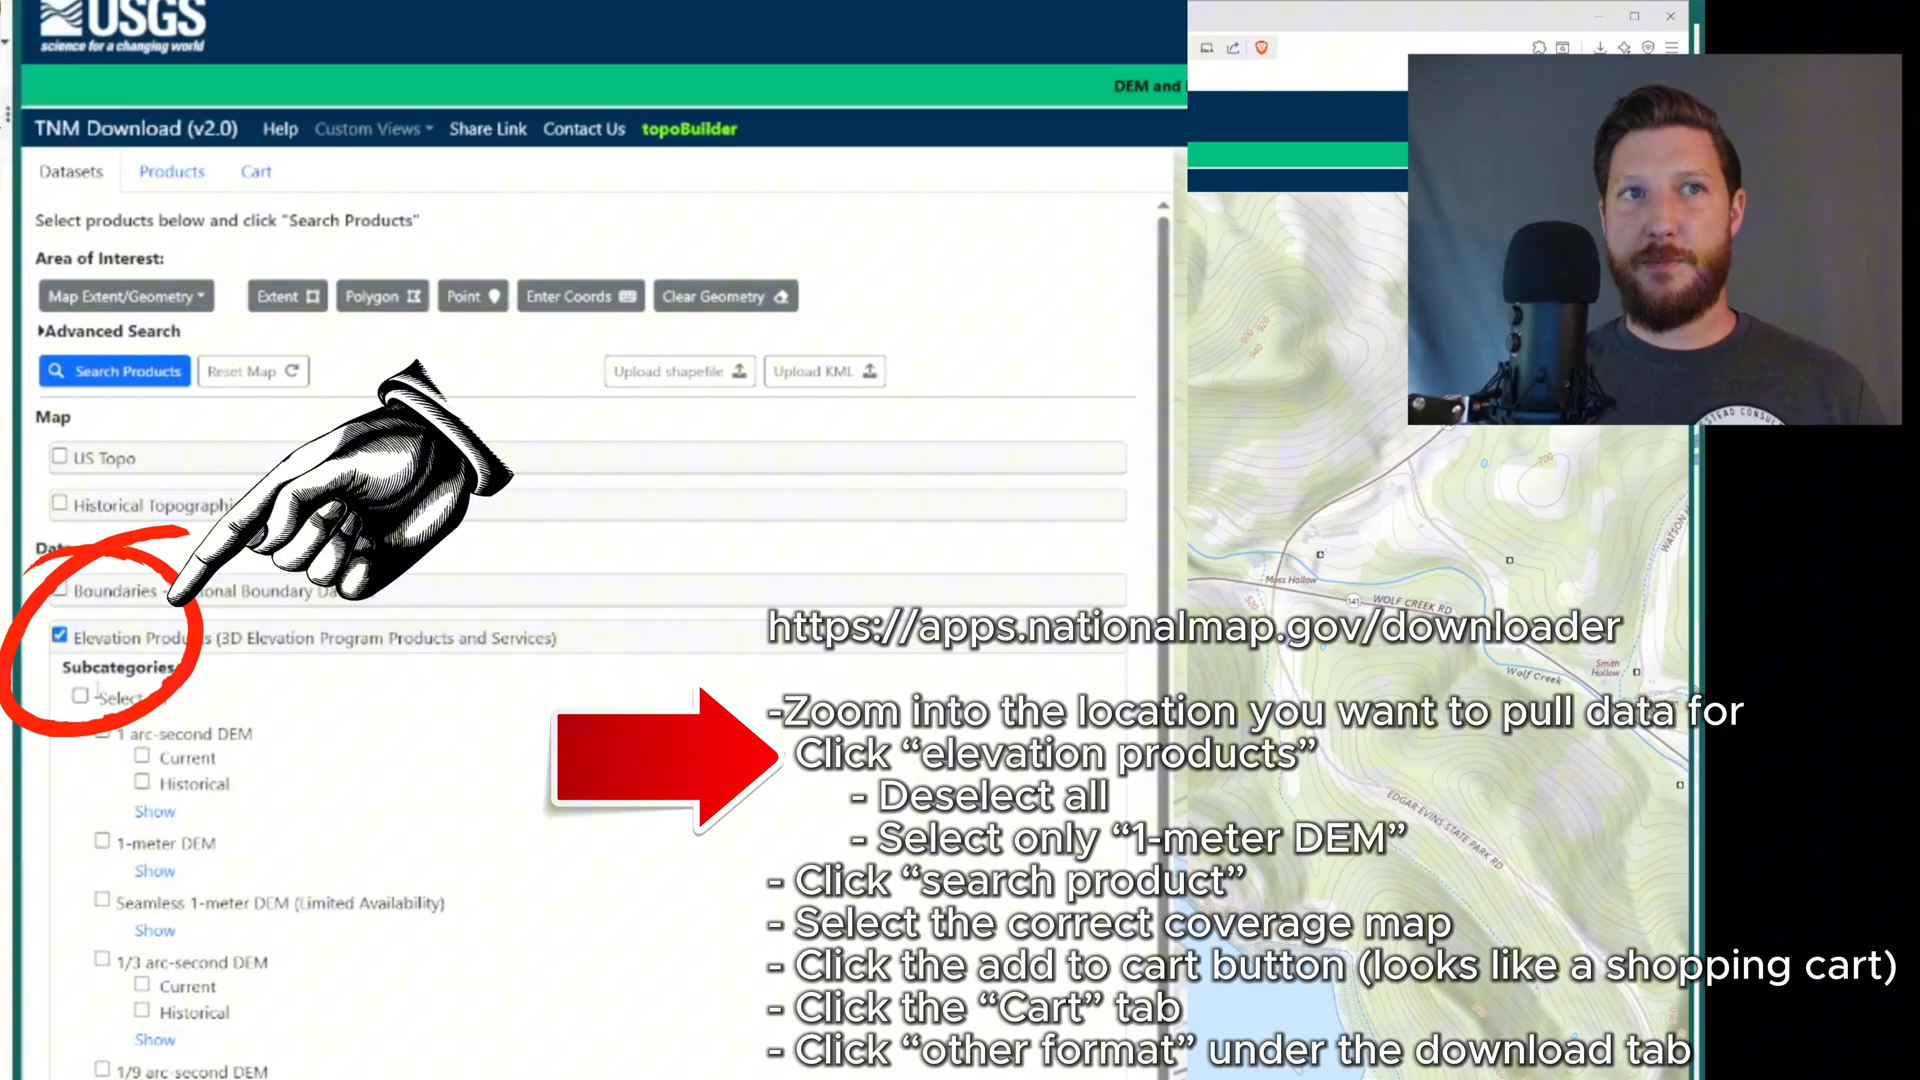 USGS
science for a changing world
DEM and
TNM Download (v2.0) Help Custom Views Share Link Contact Us topoBuilder
Datasets Products Cart
Select products below and click "Search Products"
Area of Interest:
Map Extent/Geometry Extent Polygon Point Enter Coords Clear Geometry
Advanced Search
Search Products Reset Map Upload shapefile Upload KML
Map
US Topo
Historical
Boundaries - Boundary
Elevation (3D Elevation Program Products and Services)
Subcategories
Select
1 arc-second DEM
Current
Historical
Show
1-meter DEM
Show
Seamless 1-meter DEM (Limited Availability)
Show
1/3 arc-second DEM
Current
Historical
Show
1/9 arc-second DEM
https://apps.nationalmap.gov/downloader
-Zoom into the location you want to pull data for
Click “elevation products”
- Deselect all
- Select only “1-meter DEM”
- Click “search product”
- Select the correct coverage map
- Click the add to cart button (looks like a shopping cart)
- Click the “Cart” tab
- Click “other format” under the download tab
900
920
940
700
Moss Hollow
141
WOLF CREEK RD
Wolf Creek
Smith
Hollow
EDGAR EVINS STATE PARK RD